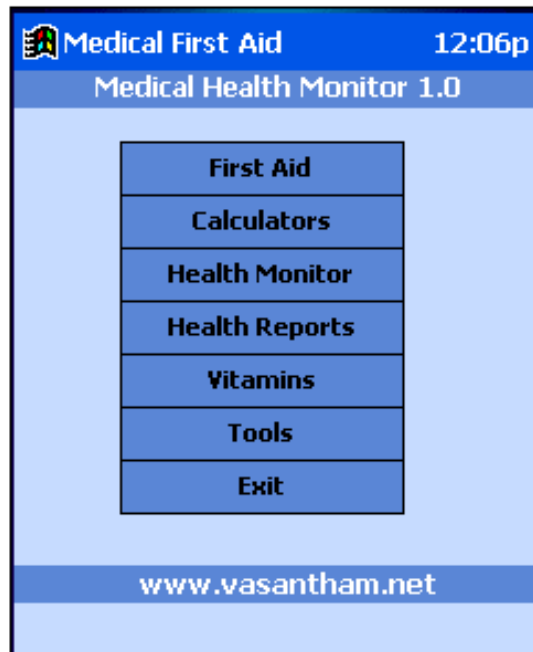 Medical First Aid 12:06p
Medical Health Monitor 1.0
First Aid
Calculators
Health Monitor
Health Reports
Vitamins
Tools
Exit
www.vasantham.net